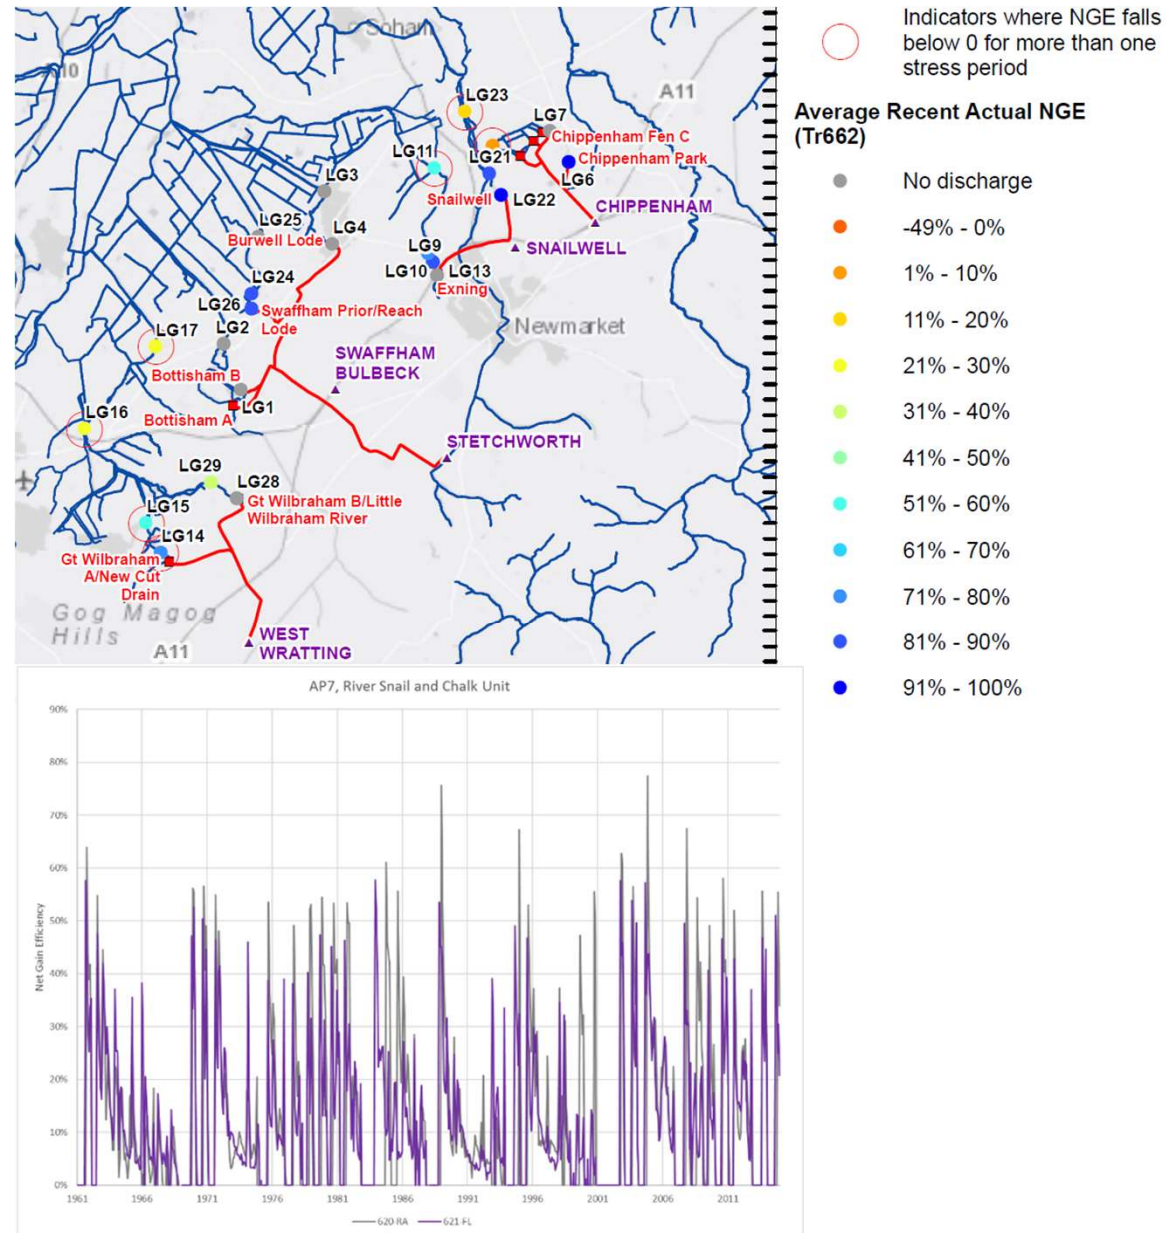 Soham
A10
A11
LG23
LG7
Chippenham Fen C
LG11
LG21
Chippenham Park
LG3
LG6
Snailwell
LG22
CHIPPENHAM
LG25
Burwell Lode
LG4
SNAILWELL
LG9
LG10
LG13
Exning
LG24
LG26
Swaffham Prior/Reach
Lode
LG17
LG2
Newmarket
SWAFFHAM
BULBECK
Bottisham B
LG1
Bottisham A
LG16
STETCHWORTH
LG29
LG28
Gt Wilbraham B/Little
Wilbraham River
LG15
LG14
Gt Wilbraham
A/New Cut
Drain
Gog Magog
Hills
A11
WEST
WRATTING
Indicators where NGE falls
below 0 for more than one
stress period
Average Recent Actual NGE
(Tr662)
No discharge
-49% - 0%
1% - 10%
11% - 20%
21% - 30%
31% - 40%
41% - 50%
51% - 60%
61% - 70%
71% - 80%
81% - 90%
91% - 100%
AP7, River Snail and Chalk Unit
90%
80%
70%
60%
50%
40%
30%
20%
10%
0%
Net Gain Efficiency
1961 1966 1971 1976 1981 1986 1991 1996 2001 2006 2011
620 RA 621-FL